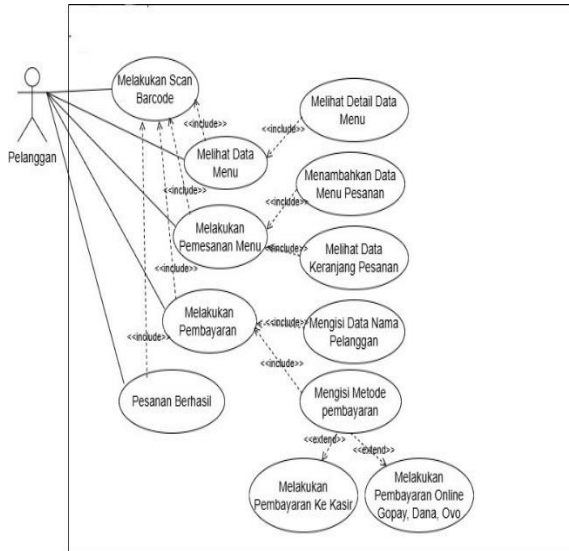 Melakukan Scan
Barcode
Pelanggan
<<include>>
Melihat Data
Menu
<<include>>
Melihat Detail Data
Menu
<<include>>
Melakukan
Pemesanan Menu
<<include>>
Menambahkan Data
Menu Pesanan
<<include>>
Melihat Data
Keranjang Pesanan
<<include>>
Melakukan
Pembayaran
<<include>>
Mengisi Data Nama
Pelanggan
<<include>>
<<include>>
Pesanan Berhasil
Mengisi Metode
pembayaran
<<extend>>
<<extend>>
Melakukan
Pembayaran Ke Kasir
Melakukan
Pembayaran Online
Gopay, Dana, Ovo